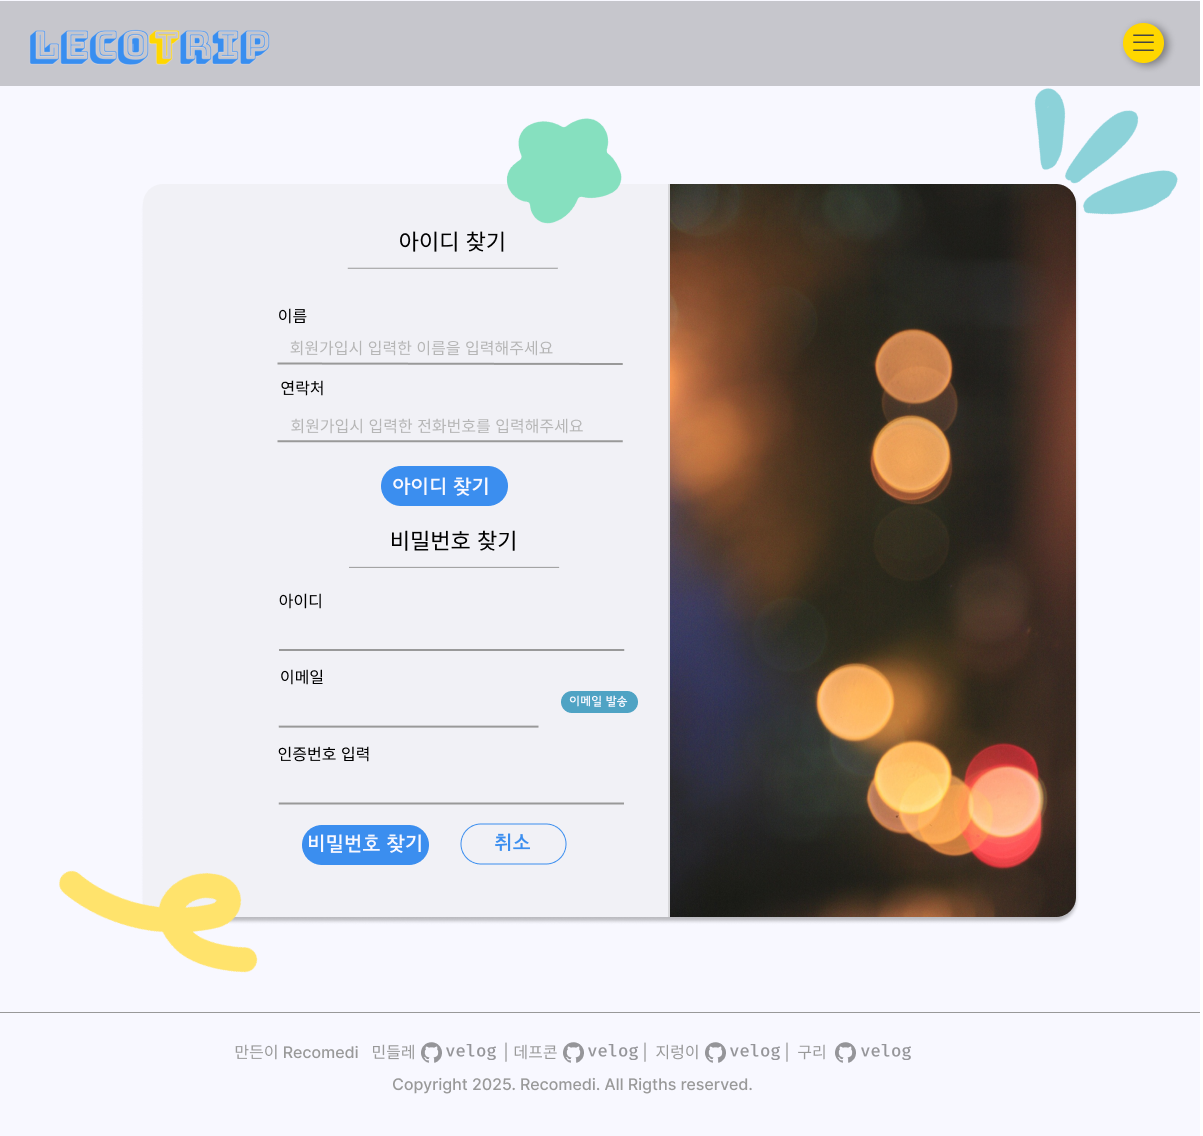 LECOTRIP
아이디 찾기
이름
회원가입시 입력한 이름을 입력해주세요
연락처
회원가입시 입력한 전화번호를 입력해주세요
아이디 찾기
비밀번호 찾기
아이디
이메일
이메일 발송
인증번호 입력
비밀번호 찾기 취소
만든이 Recomedi 민들레 velog | 데프콘 velog | 지렁이 velog | 구리 velog
Copyright 2025. Recomedi. All Rigths reserved.